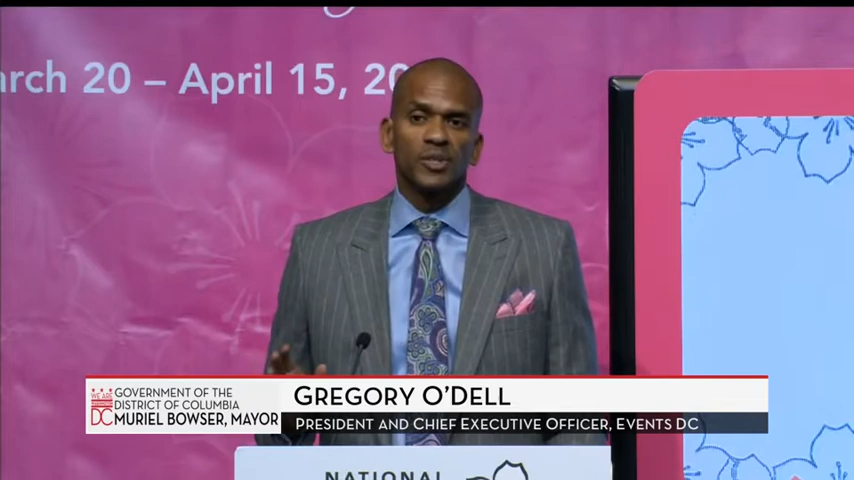 arch 20 – April 15, 20
WE ARE
WASHINGTON
DC
GOVERNMENT OF THE
DISTRICT OF COLUMBIA
MURIEL BOWSER, MAYOR
GREGORY O'DELL
PRESIDENT AND CHIEF EXECUTIVE OFFICER, EVENTS DC
NATIONAL